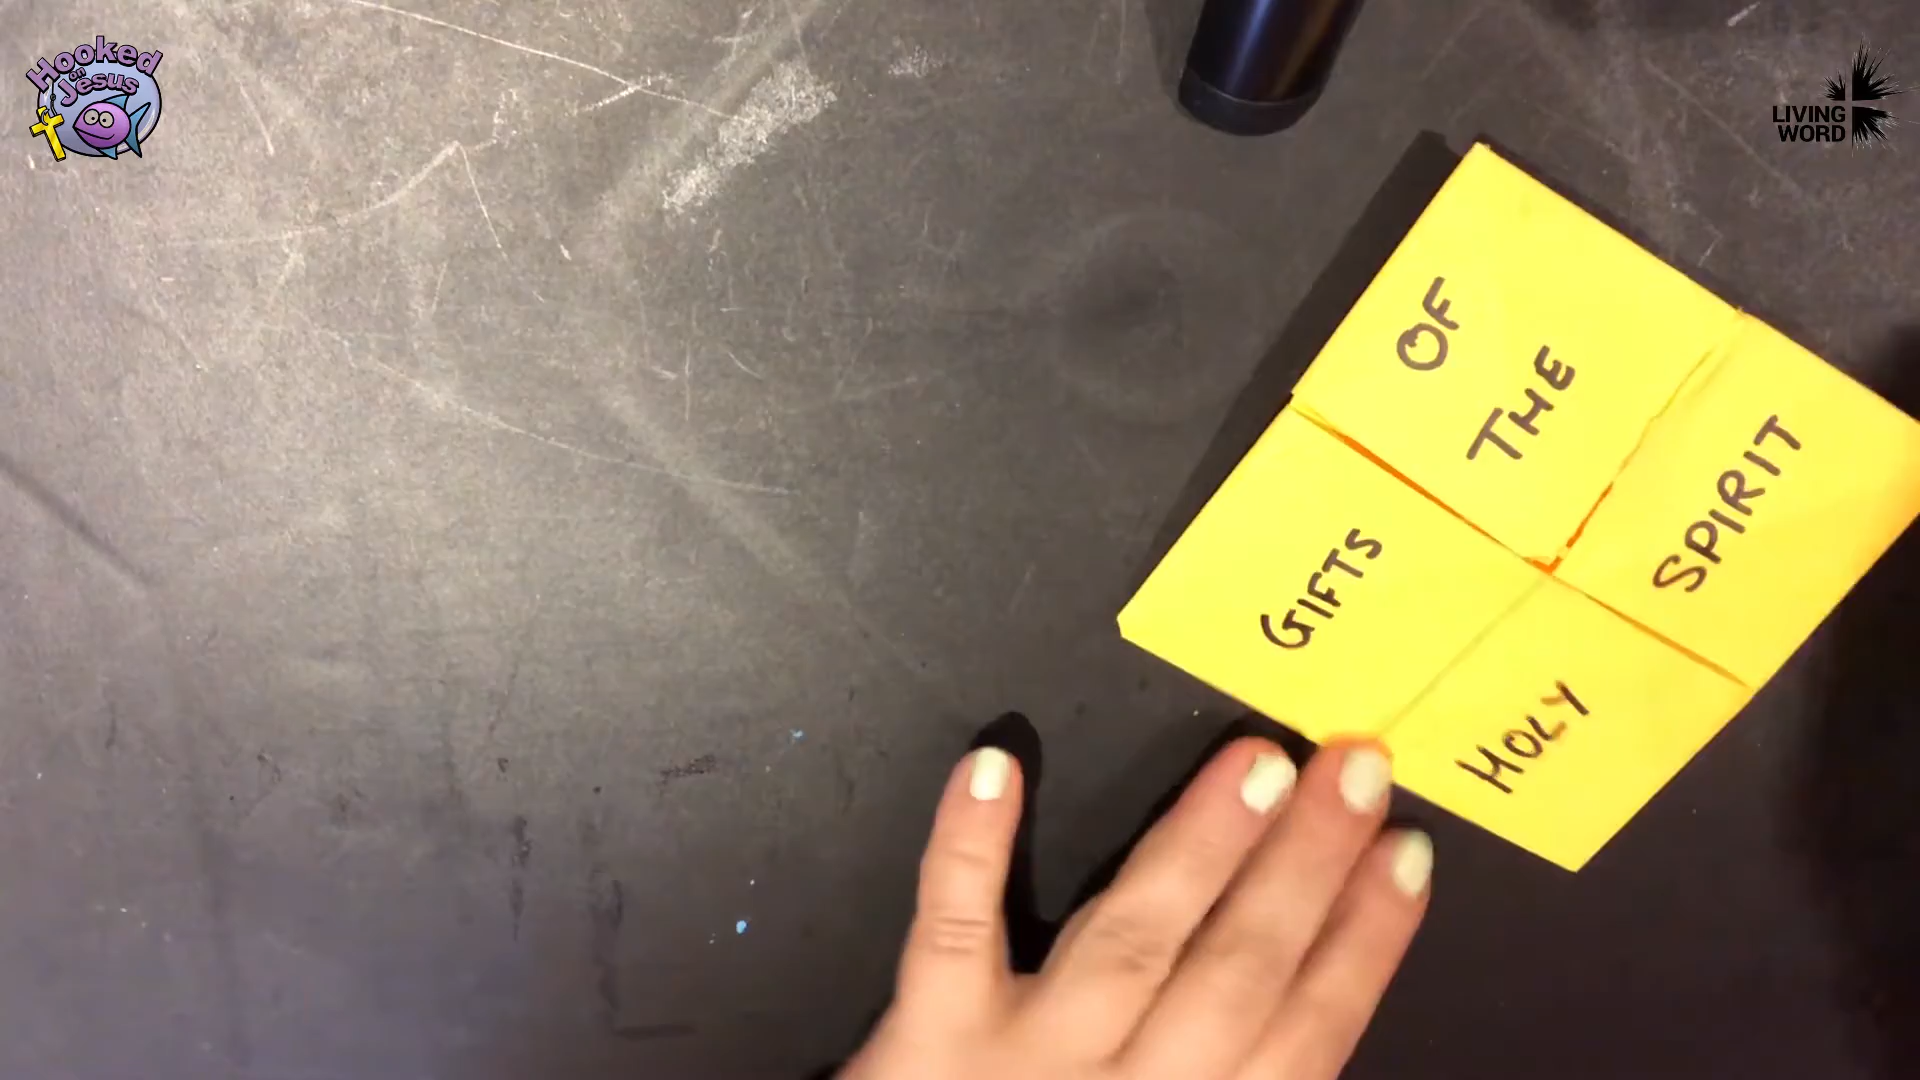 Hooked
on
Jesus
LIVING
WORD
GIFTS
OF
THE
HOLY
SPIRIT